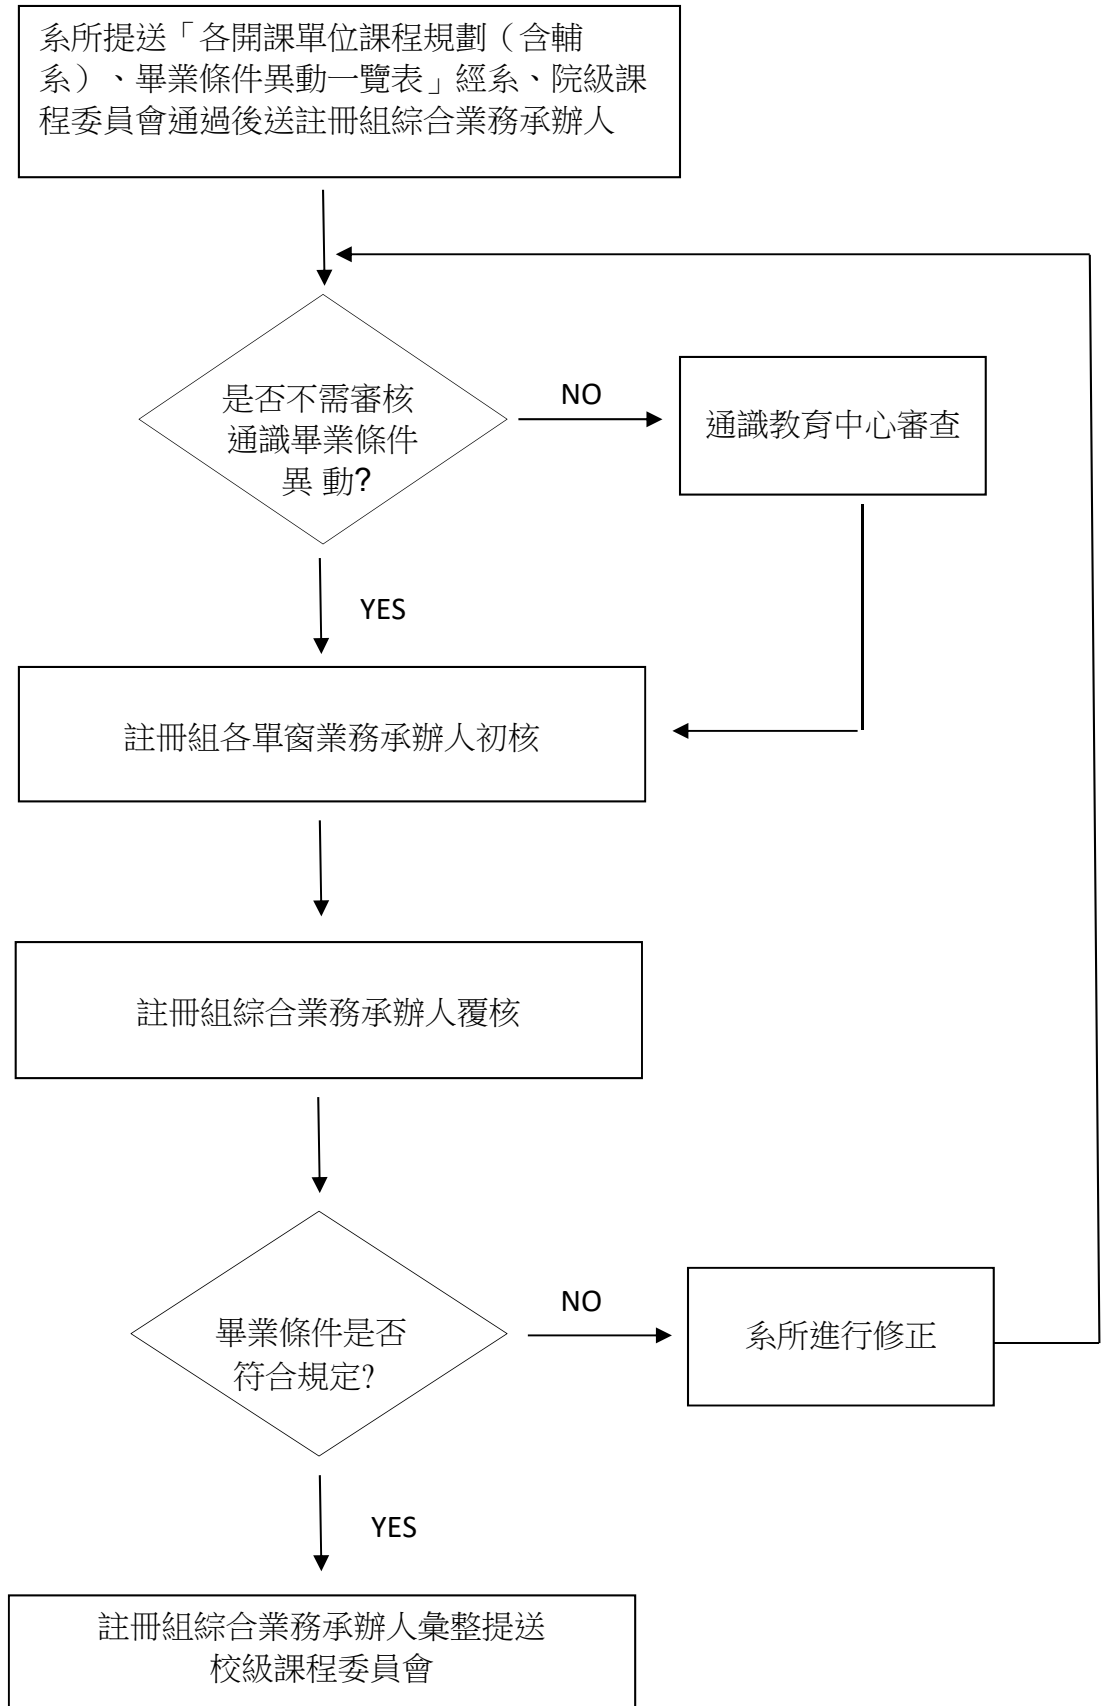 系所提送「各開課單位課程規劃（含輔
系）、畢業條件異動一覽表」經系、院級課
程委員會通過後送註冊組綜合業務承辦人
是否不需審核
通識畢業條件
異 動?
NO
通識教育中心審查
YES
註冊組各單窗業務承辦人初核
註冊組綜合業務承辦人覆核
畢業條件是否
符合規定?
NO
系所進行修正
YES
註冊組綜合業務承辦人彙整提送
校級課程委員會